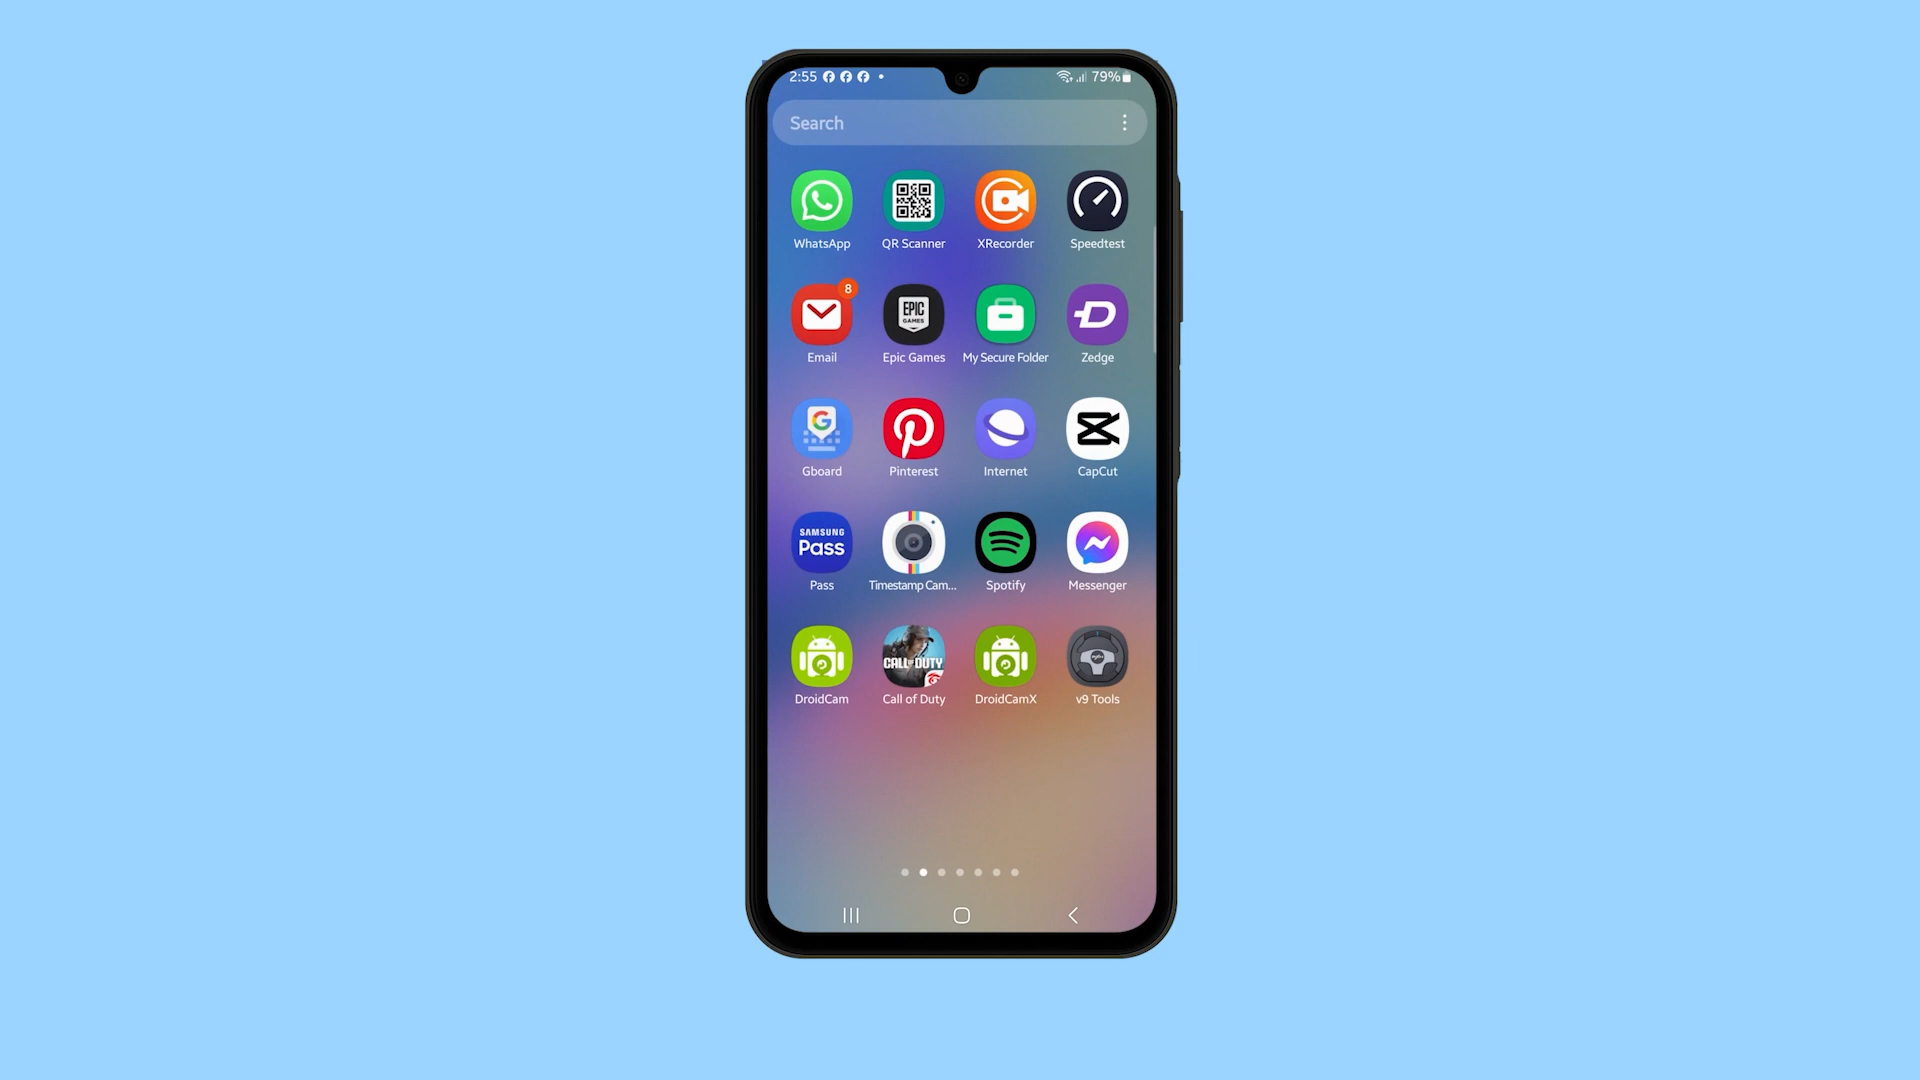 2:55 79%
Search
WhatsApp QR Scanner XRecorder Speedtest
8
EPIC GAMES
Email Epic Games My Secure Folder Zedge
Gboard Pinterest Internet CapCut
SAMSUNG
Pass
Pass Timestamp Cam... Spotify Messenger
CALL OF DUTY
DroidCam Call of Duty DroidCamX v9 Tools